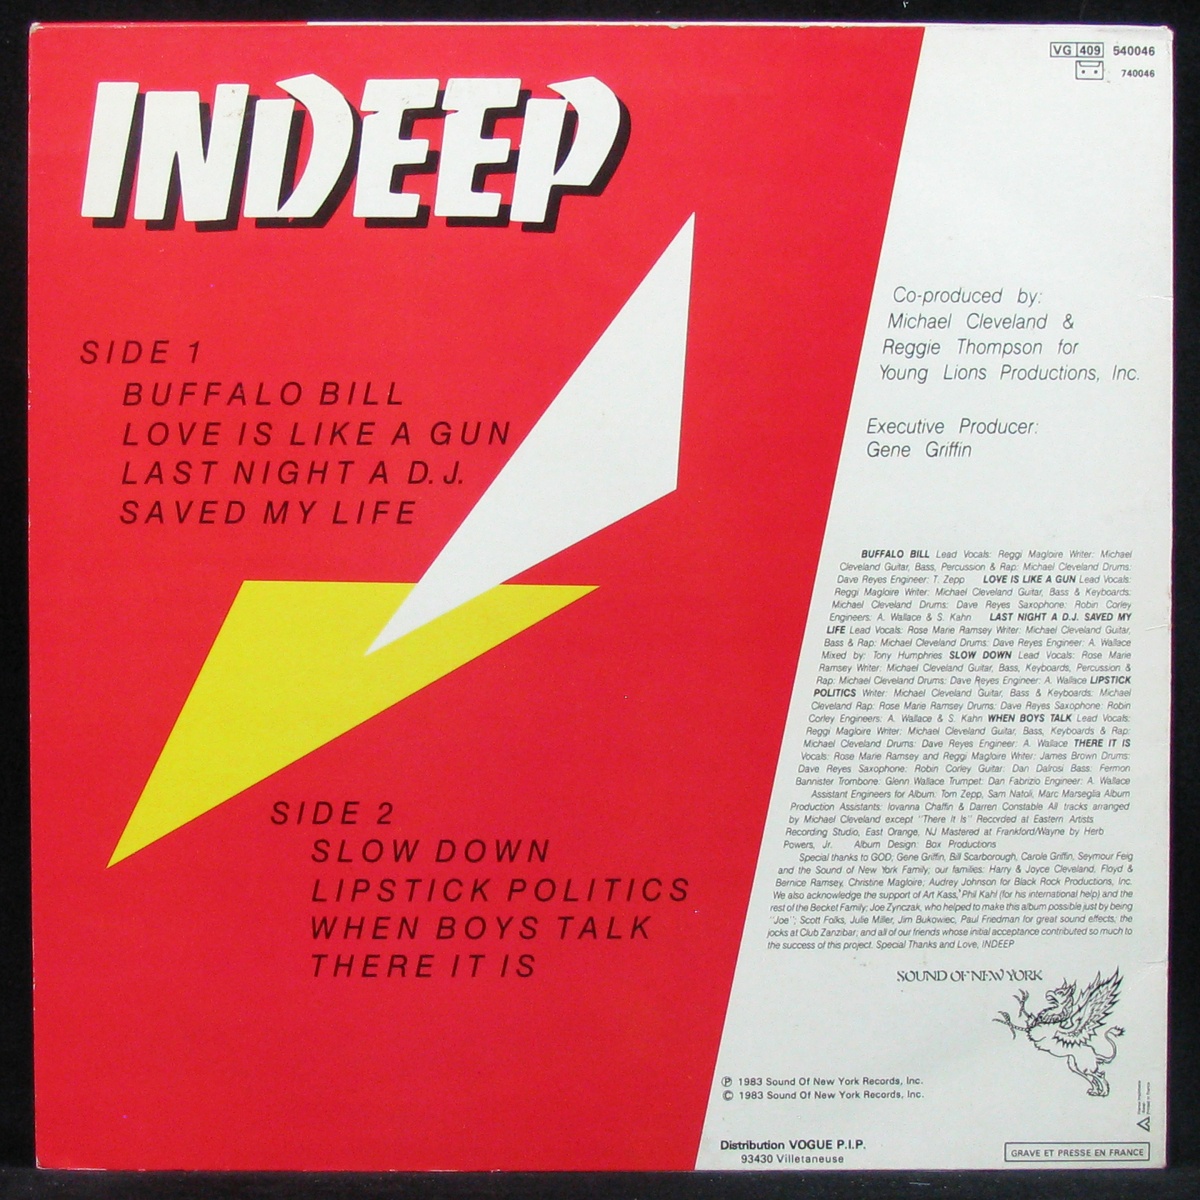 INDEEP
VG 409 540046
740046
SIDE 1
BUFFALO BILL
LOVE IS LIKE A GUN
LAST NIGHT A D.J.
SAVED MY LIFE
SIDE 2
SLOW DOWN
LIPSTICK POLITICS
WHEN BOYS TALK
THERE IT IS
Co-produced by:
Michael Cleveland &
Reggie Thompson for
Young Lions Productions, Inc.
Executive Producer:
Gene Griffin
BUFFALO BILL Lead Vocals: Reggi Magloire Writer: Michael
Cleveland Guitar, Bass, Percussion & Rap: Michael Cleveland Drums:
Dave Reyes Engineer: T. Zepp LOVE IS LIKE A GUN Lead Vocals:
Reggi Magloire Writer: Michael Cleveland Guitar, Bass & Keyboards:
Michael Cleveland Drums: Dave Reyes Saxophone: Robin Corley
Engineers: A. Wallace & S. Kahn LAST NIGHT A D.J. SAVED MY
LIFE Lead Vocals: Rose Marie Ramsey Writer: Michael Cleveland Guitar,
Bass & Rap: Michael Cleveland Drums: Dave Reyes Engineer: A. Wallace
Mixed by: Tony Humphries SLOW DOWN Lead Vocals: Rose Marie
Ramsey Writer: Michael Cleveland Guitar, Bass, Keyboards, Percussion &
Rap: Michael Cleveland Drums: Dave Reyes Engineer: A. Wallace LIPSTICK
POLITICS Writer: Michael Cleveland Guitar, Bass & Keyboards: Michael
Cleveland Rap: Rose Marie Ramsey Drums: Dave Reyes Saxophone: Robin
Corley Engineers: A. Wallace & S. Kahn WHEN BOYS TALK Lead Vocals:
Reggi Magloire Writer: Michael Cleveland Guitar, Bass, Keyboards & Rap:
Michael Cleveland Drums: Dave Reyes Engineer: A. Wallace THERE IT IS
Vocals: Rose Marie Ramsey and Reggi Magloire Writer: James Brown Drums:
Dave Reyes Saxophone: Robin Corley Guitar: Dan Dalrosi Bass: Fermon
Bannister Trombone: Glenn Wallace Trumpet: Dan Fabrizio Engineer: A. Wallace
Assistant Engineers for Album: Tom Zepp, Sam Natoli, Marc Marseglia Album
Production Assistants: Iovanna Chaffin & Darren Constable All tracks arranged
by Michael Cleveland except "There It Is" Recorded at Eastern Artists
Recording Studio, East Orange, NJ Mastered at Frankford/Wayne by Herb
Powers, Jr. Album Design: Box Productions
Special thanks to GOD; Gene Griffin, Bill Scarborough, Carole Griffin, Seymour Feig
and the Sound of New York Family; our families: Harry & Joyce Cleveland, Floyd &
Bernice Ramsey, Christine Magloire, Audrey Johnson for Black Rock Productions, Inc.
We also acknowledge the support of Art Kass, Phil Kahl (for his international help) and the
rest of the Becket Family; Joe Zynczak, who helped to make this album possible just by being
"Joe"; Scott Folks, Julie Miller, Jim Bukowiec, Paul Friedman for great sound effects; the
jocks at Club Zanzibar; and all of our friends whose initial acceptance contributed so much to
the success of this project. Special Thanks and Love, INDEEP
SOUND OF NEW YORK
℗ 1983 Sound Of New York Records, Inc.
© 1983 Sound Of New York Records, Inc.
Distribution VOGUE P.I.P.
93430 Villetaneuse
GRAVE ET PRESSE EN FRANCE